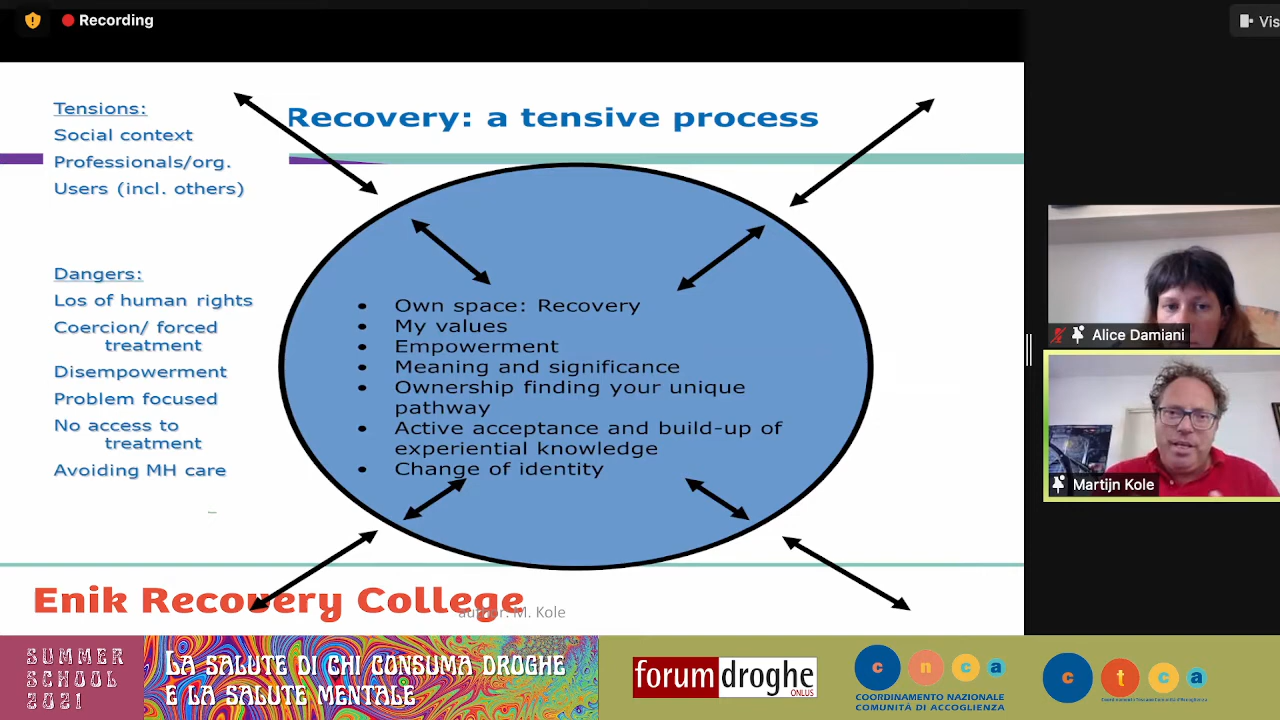 Recording
Vis
Recovery: a tensive process
Tensions:
Social context
Professionals/org.
Users (incl. others)
Dangers:
Los of human rights
Coercion/ forced
treatment
Disempowerment
Problem focused
No access to
treatment
Avoiding MH care
• Own space: Recovery
• My values
• Empowerment
• Meaning and significance
• Ownership finding your unique
pathway
• Active acceptance and build-up of
experiential knowledge
• Change of identity
Enik Recovery College
author: M. Kole
Alice Damiani
Martijn Kole
SUMMER
SCHOOL
2021
LA SALUTE DI CHI CONSUMA DROGHE
E LA SALUTE MENTALE
forumdroghe
ONLUS
c n c a
COORDINAMENTO NAZIONALE
COMUNITÀ DI ACCOGLIENZA
c t c a